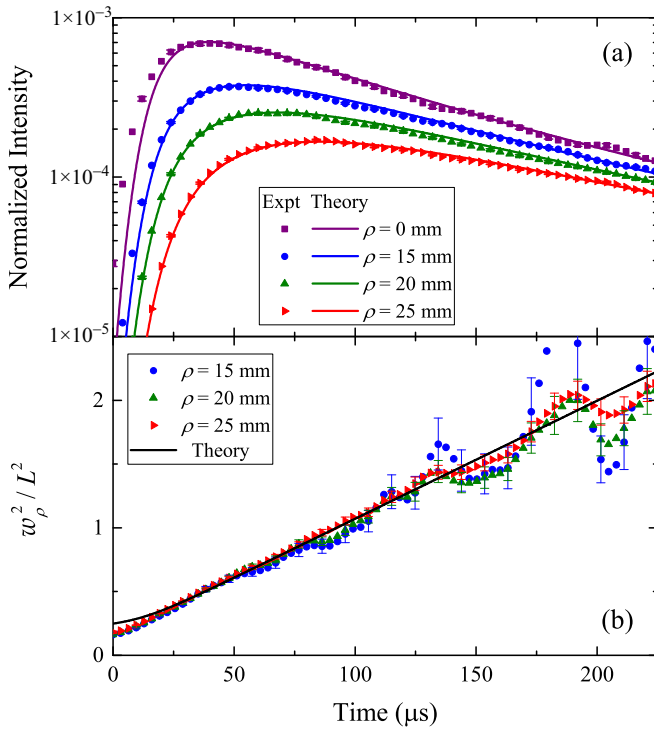 1×10⁻³
(a)
Normalized Intensity
1×10⁻⁴
Expt Theory
ρ = 0 mm
ρ = 15 mm
ρ = 20 mm
ρ = 25 mm
1×10⁻⁵
ρ = 15 mm
ρ = 20 mm
ρ = 25 mm
Theory
2
w_ρ² / L²
1
0
(b)
0 50 100 150 200
Time (μs)